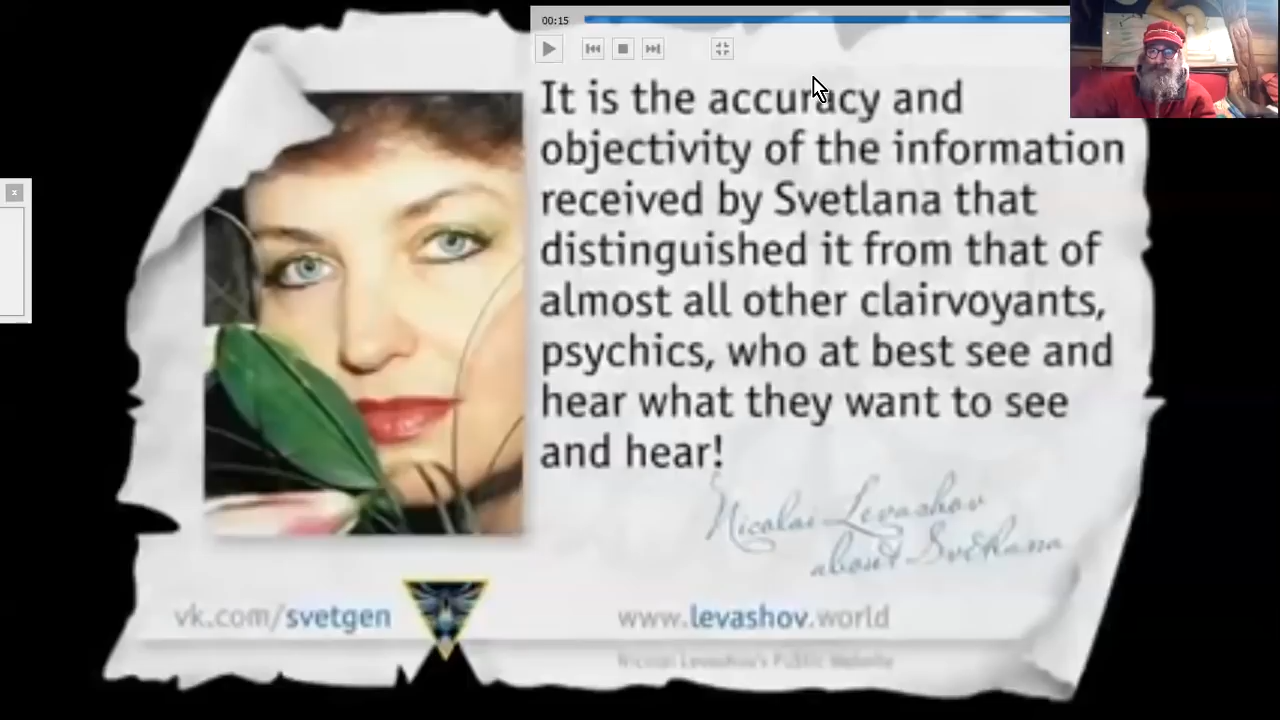 00:15
It is the accuracy and
objectivity of the information
received by Svetlana that
distinguished it from that of
almost all other clairvoyants,
psychics, who at best see and
hear what they want to see
and hear!
Nicolai Levashov
about Svetlana
vk.com/svetgen
www.levashov.world
Nicolai Levashov's Public Website